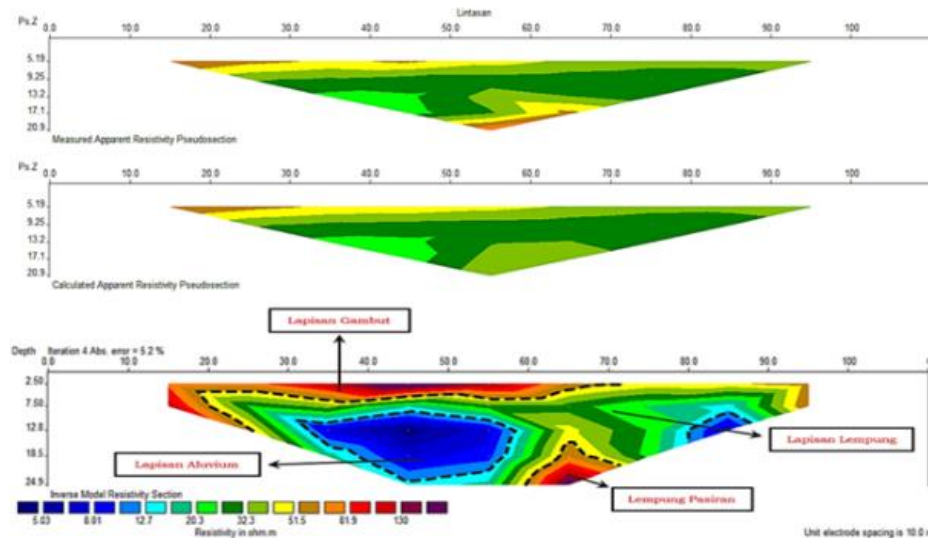 Lintasan
Ps.Z 0.0 10.0 20.0 30.0 40.0 50.0 60.0 70.0 80.0 90.0 100
5.19
9.25
13.2
17.1
20.9
Measured Apparent Resistivity Pseudosection
Ps.Z 0.0 10.0 20.0 30.0 40.0 50.0 60.0 70.0 80.0 90.0 100
5.19
9.25
13.2
17.1
20.9
Calculated Apparent Resistivity Pseudosection
Lapisan Gambut
Depth Iteration 4 Abs. error = 5.2 %
0.0 10.0 20.0 30.0 40.0 50.0 60.0 70.0 80.0 90.0 100
2.50
7.50
12.8
18.5
24.9
Lapisan Lempung
Lapisan Aluvium
Lempung Pasiran
Inverse Model Resistivity Section
5.03 8.01 12.7 20.3 32.3 51.5 81.9 130
Resistivity in ohm.m
Unit electrode spacing is 10.0